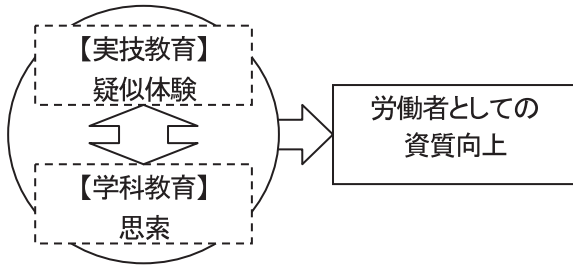 【実技教育】
疑似体験
【学科教育】
思索
労働者としての
資質向上